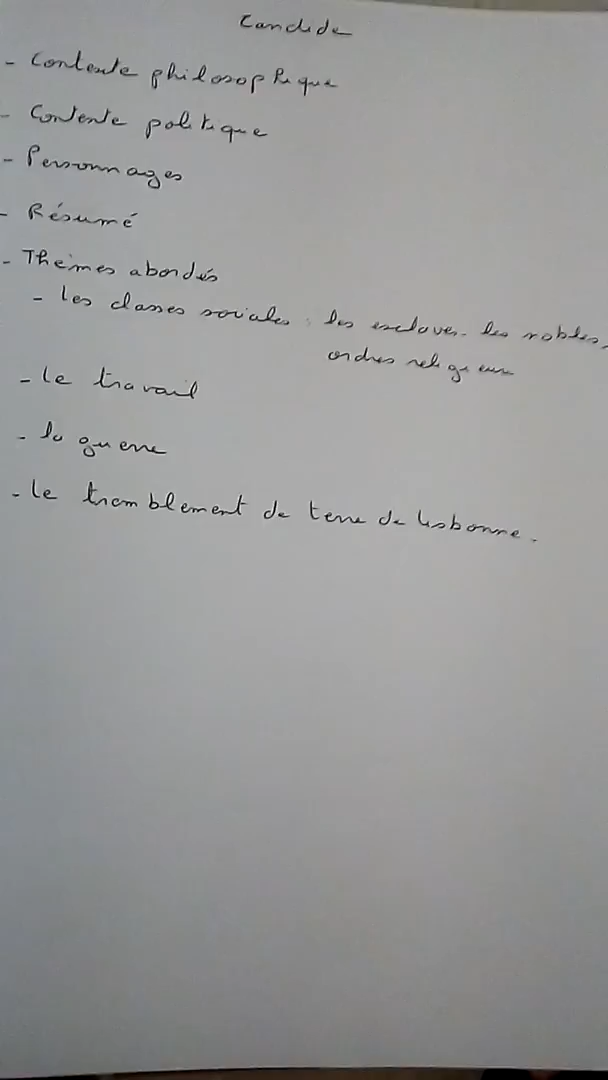 Candide
- Contexte philosophique
- Contexte politique
- Personnages
- Résumé
- Thèmes abordés
- les classes sociales : les esclaves - les nobles,
ordres religieux
- le travail
- la guerre
- le tremblement de terre de Lisbonne.